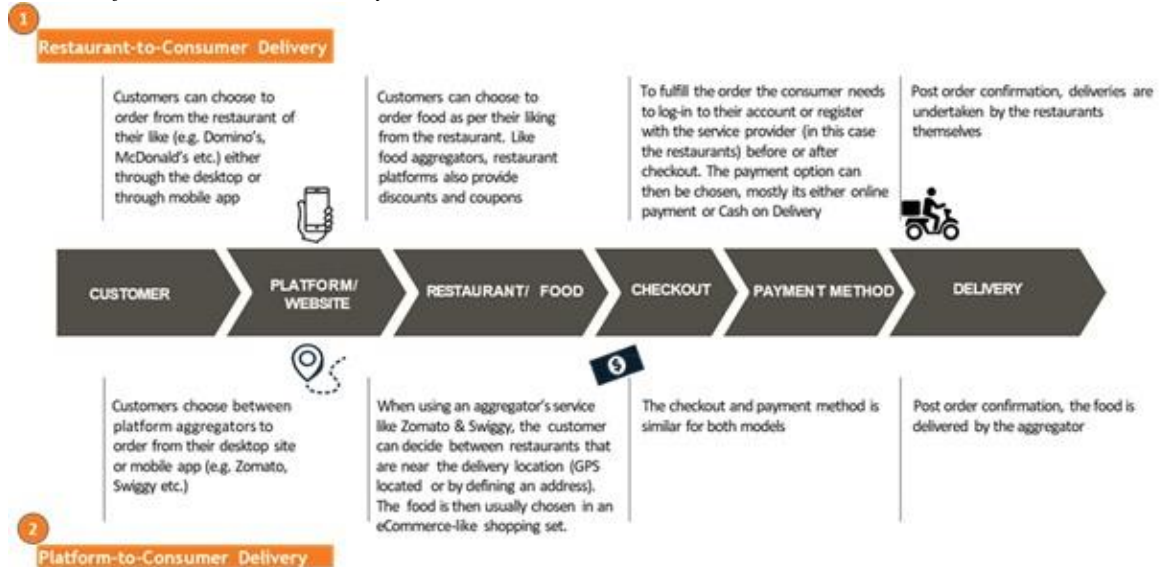 1
Restaurant-to-Consumer Delivery
Customers can choose to
order from the restaurant of
their like (e.g. Domino's,
McDonald's etc.) either
through the desktop or
through mobile app
Customers can choose to
order food as per their liking
from the restaurant. Like
food aggregators, restaurant
platforms also provide
discounts and coupons
To fulfill the order the consumer needs
to log-in to their account or register
with the service provider (in this case
the restaurants) before or after
checkout. The payment option can
then be chosen, mostly its either online
payment or Cash on Delivery
Post order confirmation, deliveries are
undertaken by the restaurants
themselves
CUSTOMER
PLATFORM/
WEBSITE
RESTAURANT/ FOOD
CHECKOUT
PAYMENT METHOD
DELIVERY
$
Customers choose between
platform aggregators to
order from their desktop site
or mobile app (e.g. Zomato,
Swiggy etc.)
When using an aggregator's service
like Zomato & Swiggy, the customer
can decide between restaurants that
are near the delivery location (GPS
located or by defining an address).
The food is then usually chosen in an
eCommerce-like shopping set.
The checkout and payment method is
similar for both models
Post order confirmation, the food is
delivered by the aggregator
2
Platform-to-Consumer Delivery